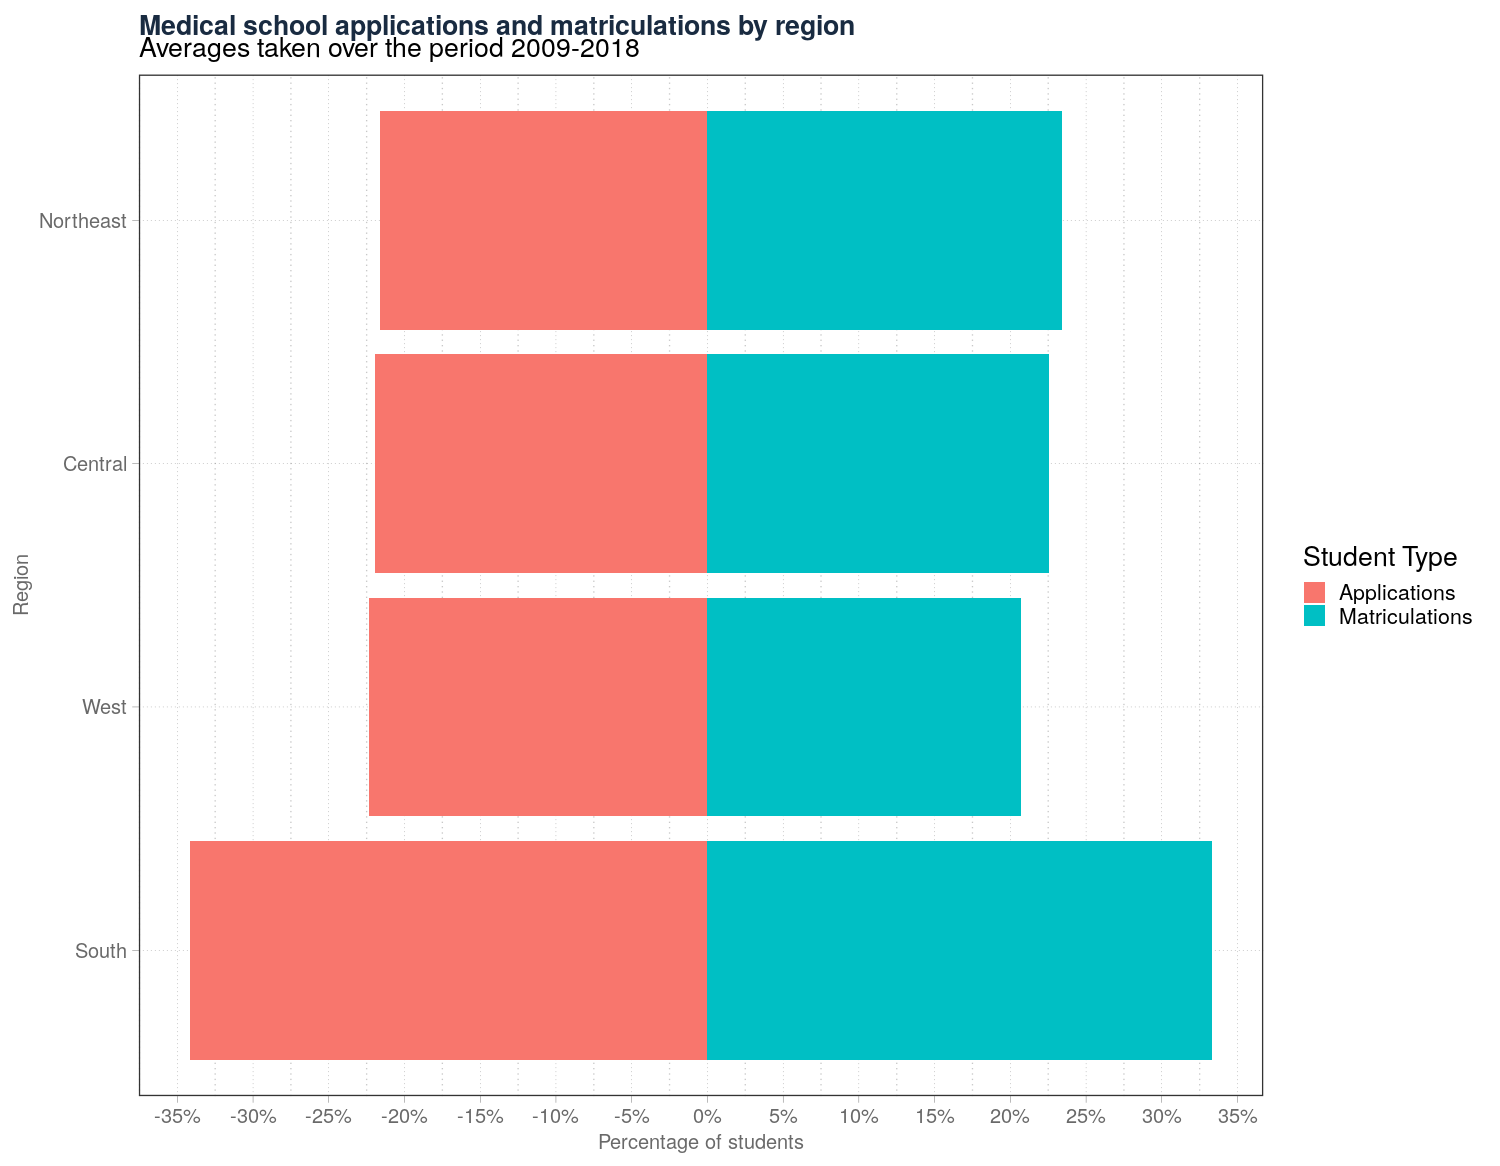 Medical school applications and matriculations by region
Averages taken over the period 2009-2018
Northeast
Central
West
South
Region
-35% -30% -25% -20% -15% -10% -5% 0% 5% 10% 15% 20% 25% 30% 35%
Percentage of students
Student Type
Applications
Matriculations